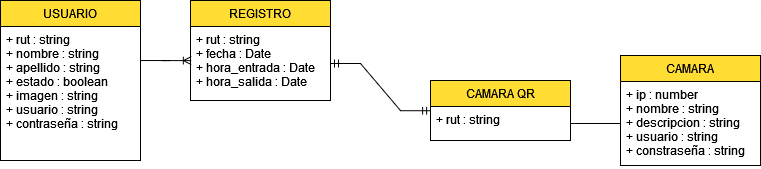 USUARIO
+ rut : string
+ nombre : string
+ apellido : string
+ estado : boolean
+ imagen : string
+ usuario : string
+ contraseña : string
REGISTRO
+ rut : string
+ fecha : Date
+ hora_entrada : Date
+ hora_salida : Date
CAMARA QR
+ rut : string
CAMARA
+ ip : number
+ nombre : string
+ descripcion : string
+ usuario : string
+ constraseña : string